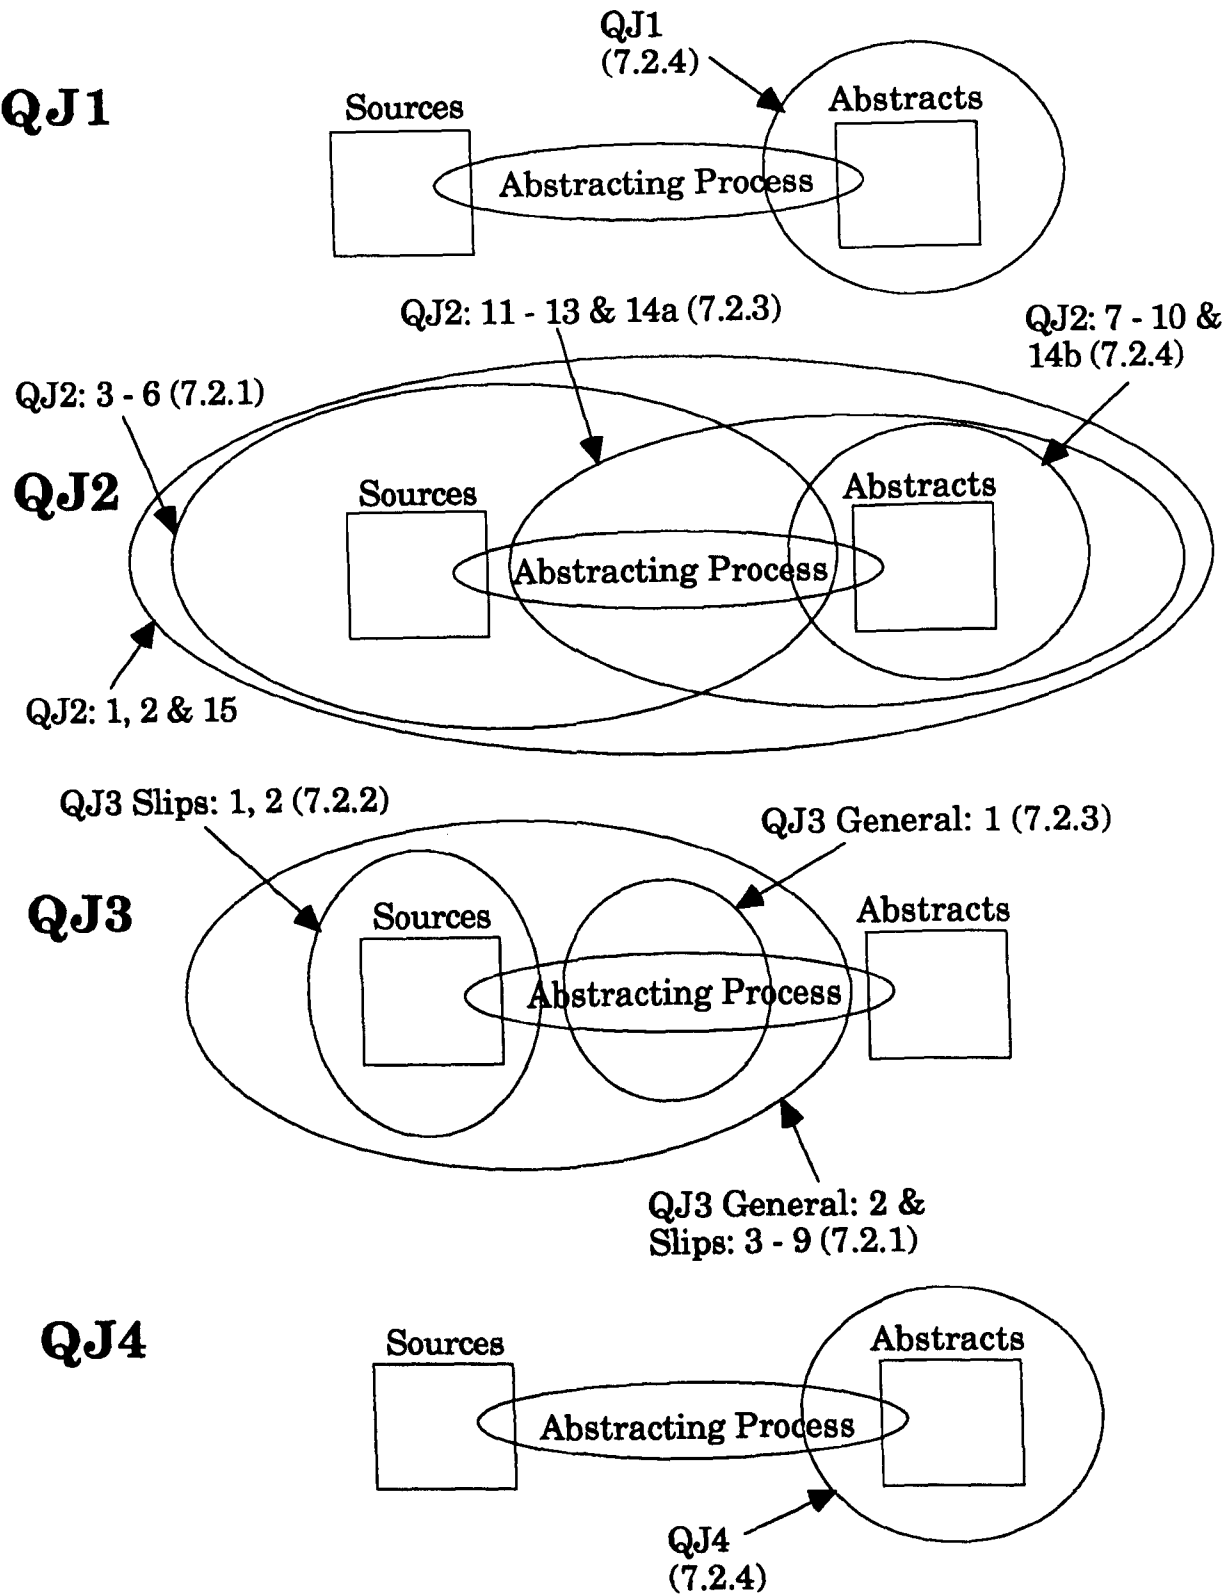 QJ1
(7.2.4)
QJ1
Sources
Abstracts
Abstracting Process
QJ2: 11 - 13 & 14a (7.2.3)
QJ2: 7 - 10 &
14b (7.2.4)
QJ2: 3 - 6 (7.2.1)
QJ2
Sources
Abstracts
Abstracting Process
QJ2: 1, 2 & 15
QJ3 Slips: 1, 2 (7.2.2)
QJ3 General: 1 (7.2.3)
QJ3
Sources
Abstracts
Abstracting Process
QJ3 General: 2 &
Slips: 3 - 9 (7.2.1)
QJ4
Sources
Abstracts
Abstracting Process
QJ4
(7.2.4)